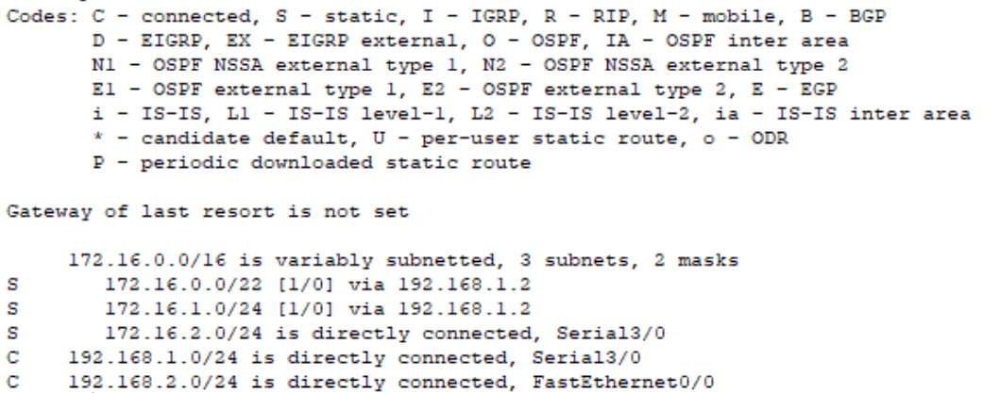 Codes: C - connected, S - static, I - IGRP, R - RIP, M - mobile, B - BGP
       D - EIGRP, EX - EIGRP external, O - OSPF, IA - OSPF inter area
       N1 - OSPF NSSA external type 1, N2 - OSPF NSSA external type 2
       E1 - OSPF external type 1, E2 - OSPF external type 2, E - EGP
       i - IS-IS, L1 - IS-IS level-1, L2 - IS-IS level-2, ia - IS-IS inter area
       * - candidate default, U - per-user static route, o - ODR
       P - periodic downloaded static route

Gateway of last resort is not set

     172.16.0.0/16 is variably subnetted, 3 subnets, 2 masks
S       172.16.0.0/22 [1/0] via 192.168.1.2
S       172.16.1.0/24 [1/0] via 192.168.1.2
S       172.16.2.0/24 is directly connected, Serial3/0
C    192.168.1.0/24 is directly connected, Serial3/0
C    192.168.2.0/24 is directly connected, FastEthernet0/0